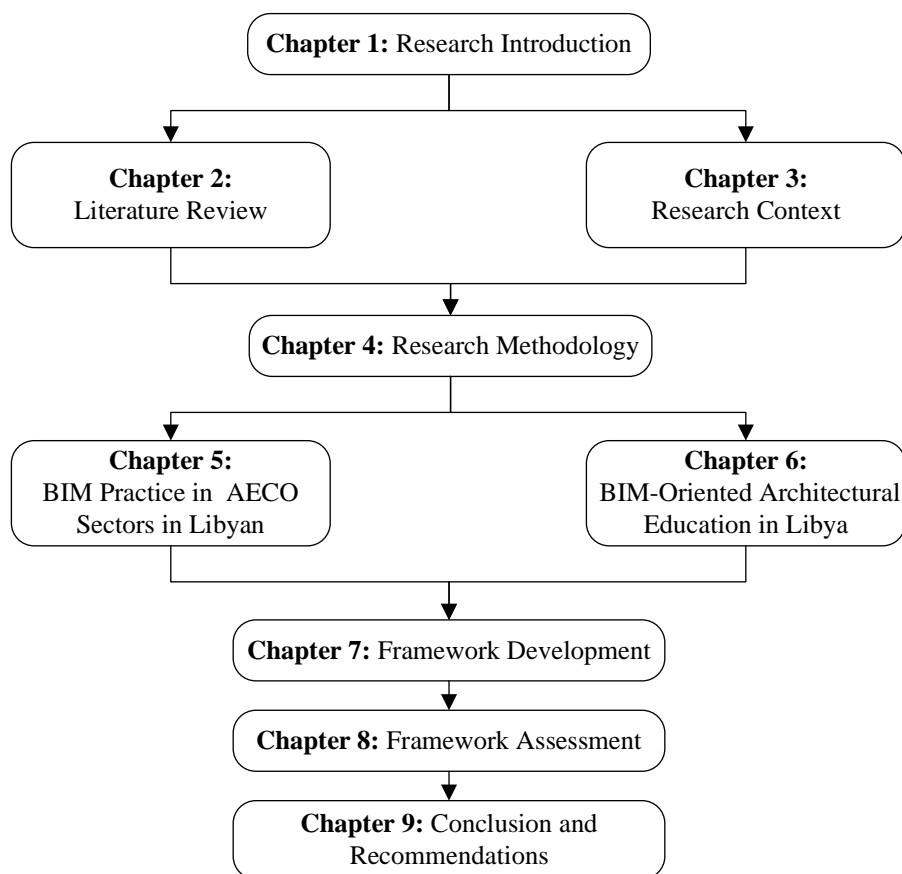 Chapter 1: Research Introduction
Chapter 2:
Literature Review
Chapter 3:
Research Context
Chapter 4: Research Methodology
Chapter 5:
BIM Practice in AECO
Sectors in Libyan
Chapter 6:
BIM-Oriented Architectural
Education in Libya
Chapter 7: Framework Development
Chapter 8: Framework Assessment
Chapter 9: Conclusion and
Recommendations